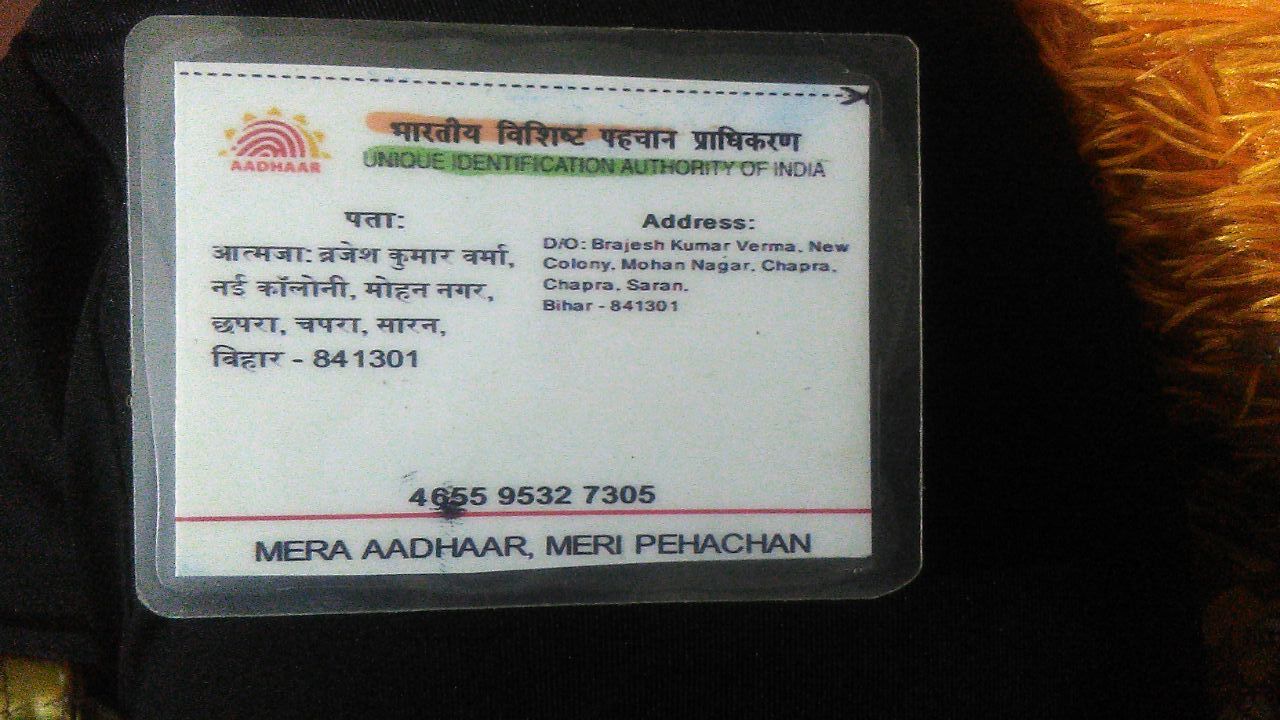 भारतीय विशिष्ट पहचान प्राधिकरण
AADHAAR
UNIQUE IDENTIFICATION AUTHORITY OF INDIA
पता:
आत्मजा: ब्रजेश कुमार वर्मा,
नई कॉलोनी, मोहन नगर,
छपरा, चपरा, सारन,
बिहार - 841301
Address:
D/O: Brajesh Kumar Verma, New
Colony, Mohan Nagar, Chapra,
Chapra, Saran,
Bihar - 841301
4655 9532 7305
MERA AADHAAR, MERI PEHACHAN